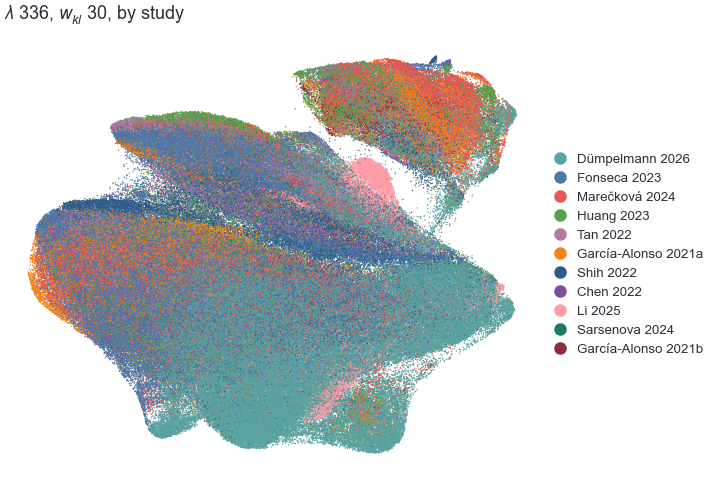 λ 336, wkl 30, by study
Dümpelmann 2026
Fonseca 2023
Marečková 2024
Huang 2023
Tan 2022
García-Alonso 2021a
Shih 2022
Chen 2022
Li 2025
Sarsenova 2024
García-Alonso 2021b